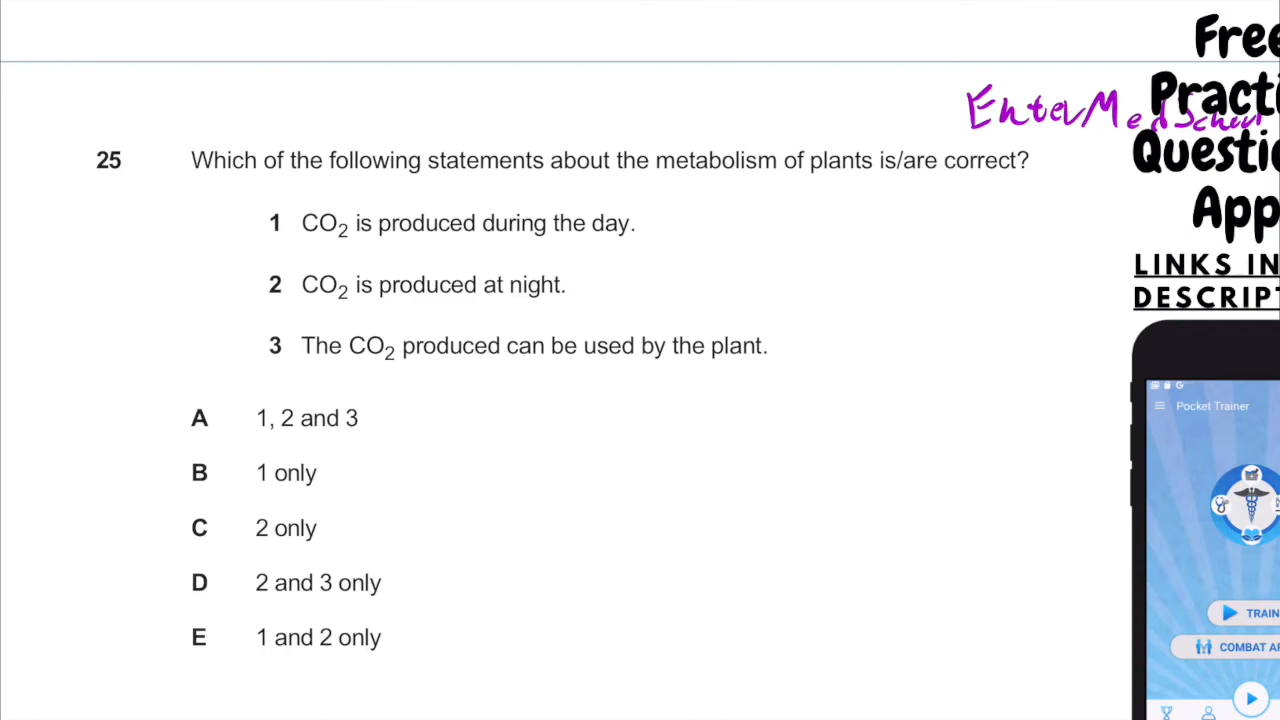 Free
Practi
EnterMedSchool
Questio
25 Which of the following statements about the metabolism of plants is/are correct?
App
1 CO2 is produced during the day.
LINKS IN
DESCRIPT
2 CO2 is produced at night.
3 The CO2 produced can be used by the plant.
Pocket Trainer
A 1, 2 and 3
B 1 only
C 2 only
D 2 and 3 only
TRAIN
E 1 and 2 only
COMBAT AR